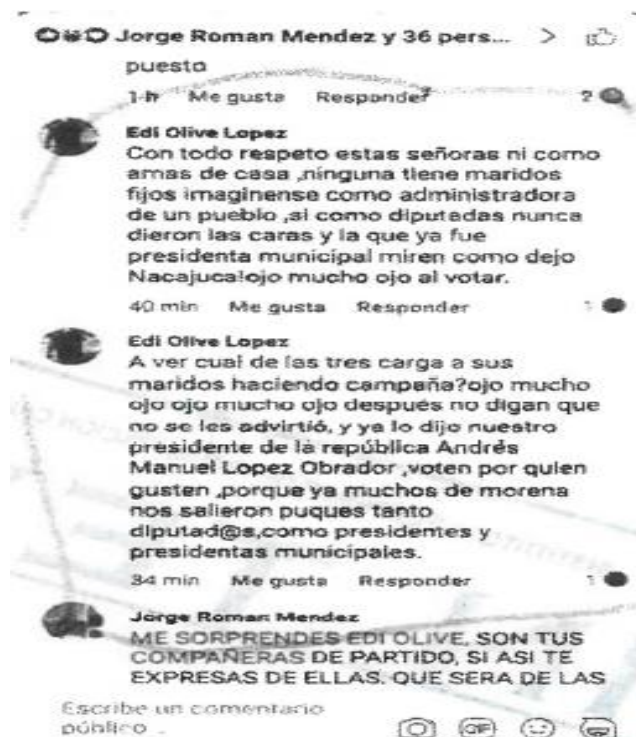 Jorge Roman Mendez y 36 pers... >
puesto
1 h Me gusta Responder 2
Edi Olive Lopez
Con todo respeto estas señoras ni como
amas de casa ,ninguna tiene maridos
fijos imaginense como administradora
de un pueblo ,si como diputadas nunca
dieron las caras y la que ya fue
presidenta municipal miren como dejo
Nacajuca!ojo mucho ojo al votar.
40 min Me gusta Responder 1
Edi Olive Lopez
A ver cual de las tres carga a sus
maridos haciendo campaña?ojo mucho
ojo ojo mucho ojo después no digan que
no se les advirtió, y ya lo dijo nuestro
presidente de la república Andrés
Manuel Lopez Obrador ,voten por quien
gusten ,porque ya muchos de morena
nos salieron puques tanto
diputad@s,como presidentes y
presidentas municipales.
34 min Me gusta Responder 1
Jorge Roman Mendez
ME SORPRENDES EDI OLIVE, SON TUS
COMPAÑERAS DE PARTIDO, SI ASI TE
EXPRESAS DE ELLAS. QUE SERA DE LAS
Escribe un comentario
público
GIF